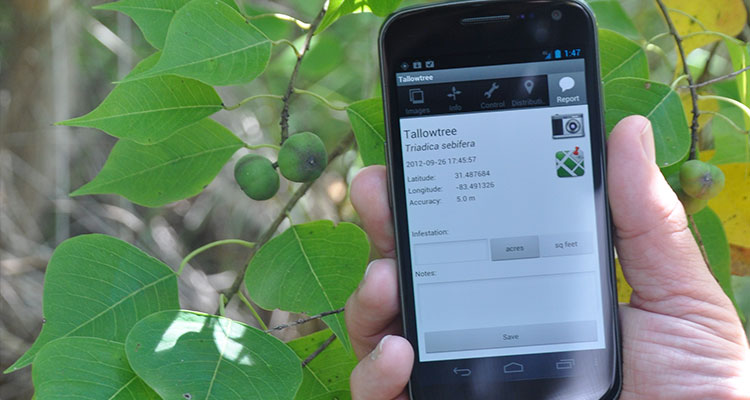 1:47
Tallowtree
Images
Info
Control
Distributi..
Report
Tallowtree
Triadica sebifera
2012-09-26 17:45:57
Latitude: 31.487684
Longitude: -83.491326
Accuracy: 5.0 m
Infestation:
acres
sq feet
Notes:
Save